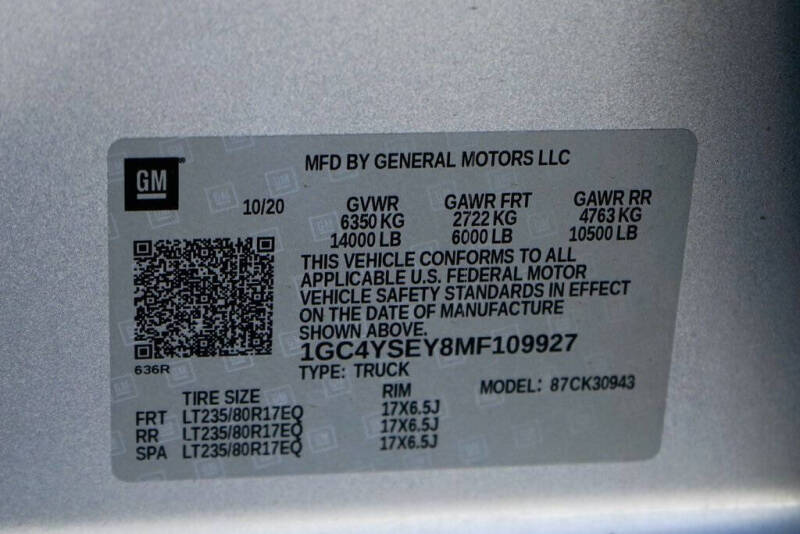 GM
MFD BY GENERAL MOTORS LLC
10/20
GVWR GAWR FRT GAWR RR
6350 KG 2722 KG 4763 KG
14000 LB 6000 LB 10500 LB
THIS VEHICLE CONFORMS TO ALL
APPLICABLE U.S. FEDERAL MOTOR
VEHICLE SAFETY STANDARDS IN EFFECT
ON THE DATE OF MANUFACTURE
SHOWN ABOVE.
1GC4YSEY8MF109927
636R
TYPE: TRUCK
MODEL: 87CK30943
TIRE SIZE RIM
FRT LT235/80R17EQ 17X6.5J
RR LT235/80R17EQ 17X6.5J
SPA LT235/80R17EQ 17X6.5J